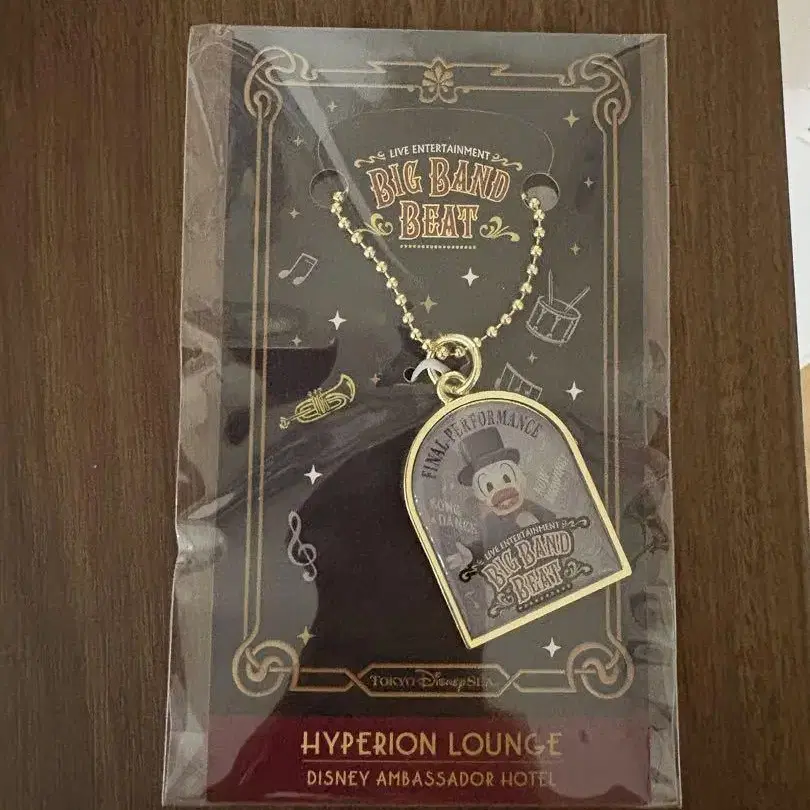 LIVE ENTERTAINMENT
BIG BAND
BEAT
FINAL PERFORMANCE
SONG
& DANCE
LIVE ENTERTAINMENT
BIG BAND
BEAT
TOKYO DISNEYSEA
HYPERION LOUNGE
DISNEY AMBASSADOR HOTEL